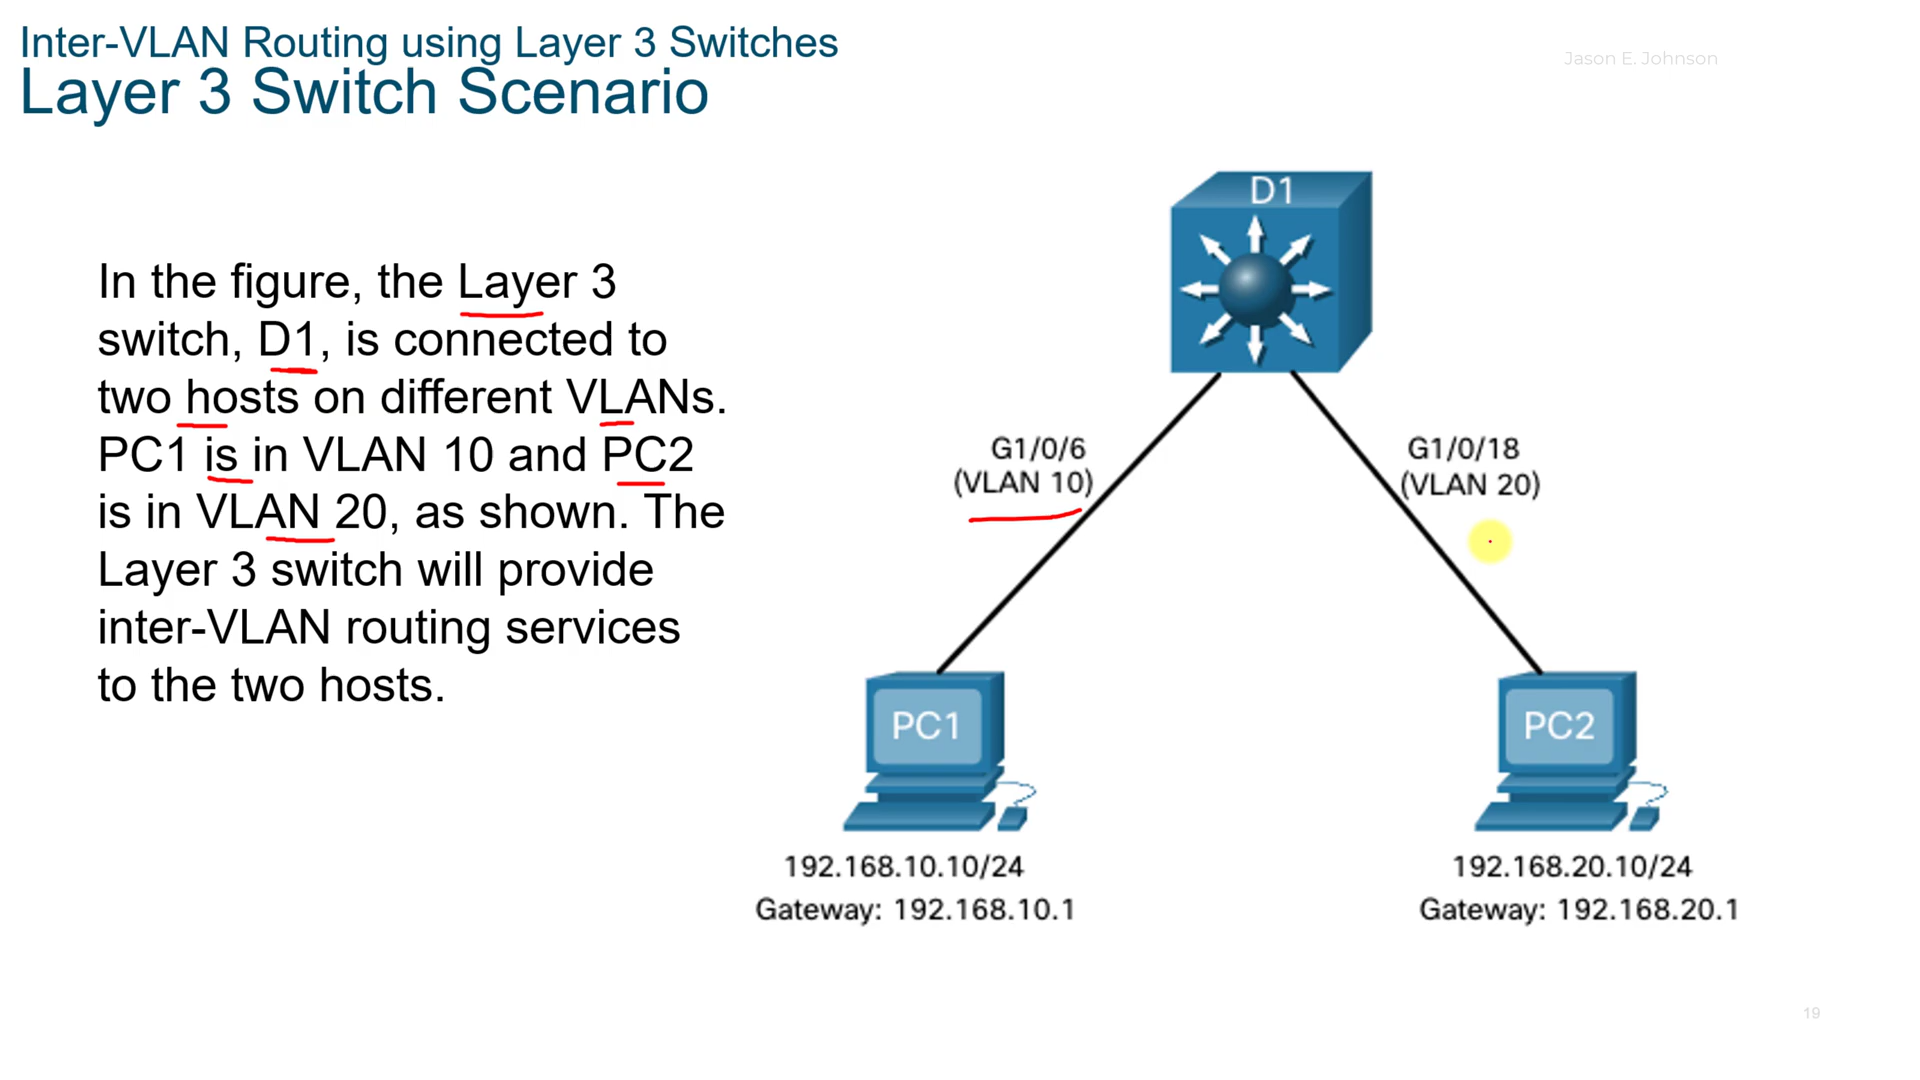 Inter-VLAN Routing using Layer 3 Switches
Layer 3 Switch Scenario
Jason E. Johnson
In the figure, the Layer 3
switch, D1, is connected to
two hosts on different VLANs.
PC1 is in VLAN 10 and PC2
is in VLAN 20, as shown. The
Layer 3 switch will provide
inter-VLAN routing services
to the two hosts.
D1
G1/0/6
(VLAN 10)
G1/0/18
(VLAN 20)
PC1
PC2
192.168.10.10/24
Gateway: 192.168.10.1
192.168.20.10/24
Gateway: 192.168.20.1
19